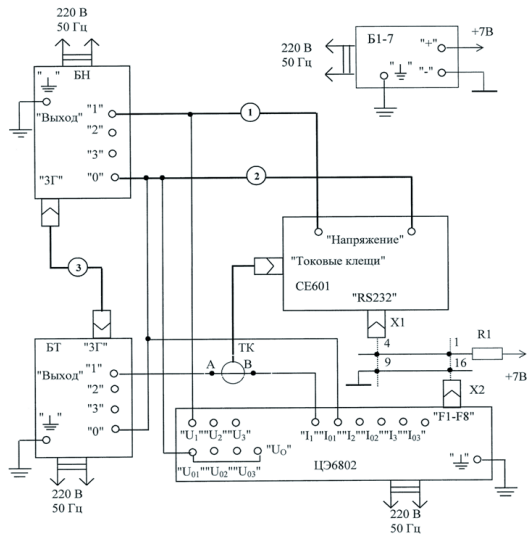 220 В
50 Гц
БН
"⏊"
"Выход"
"1"
"2"
"3"
"0"
"ЗГ"
220 В
50 Гц
Б1-7
"+"
"⏊"
"-"
+7В
1
2
3
"Напряжение"
"Токовые клещи"
СЕ601
"RS232"
X1
4
1
R1
9
16
+7В
X2
БТ
"ЗГ"
"1"
"Выход"
"2"
"3"
"⏊"
"0"
220 В
50 Гц
ТК
А
В
"F1-F8"
"U1""U2""U3"
"I1""I01""I2""I02""I3""I03"
"UO"
"U01""U02""U03"
ЦЭ6802
"⏊"
220 В
50 Гц